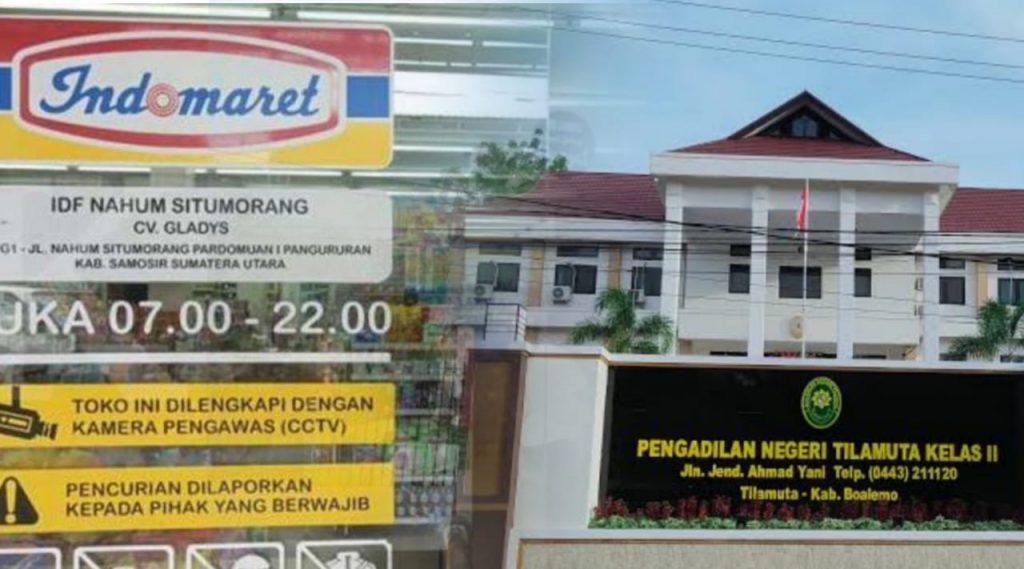 Indomaret
IDF NAHUM SITUMORANG
CV. GLADYS
G1 - JL. NAHUM SITUMORANG PARDOMUAN I PANGURURAN
KAB. SAMOSIR SUMATERA UTARA
UKA 07.00 - 22.00
TOKO INI DILENGKAPI DENGAN
KAMERA PENGAWAS (CCTV)
PENCURIAN DILAPORKAN
KEPADA PIHAK YANG BERWAJIB
PENGADILAN NEGERI TILAMUTA KELAS II
Jln. Jend. Ahmad Yani Telp. (0443) 211120
Tilamuta - Kab. Boalemo